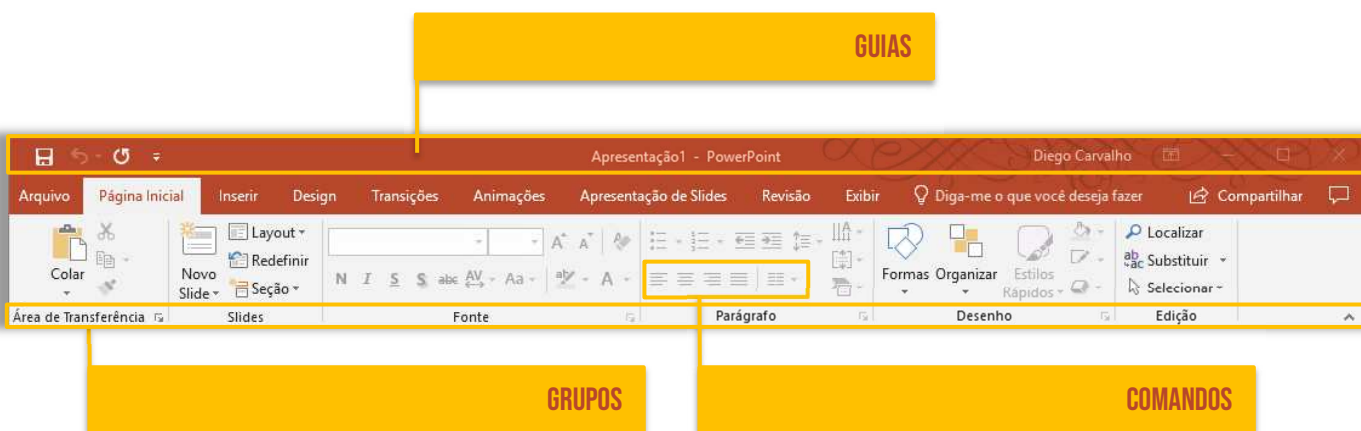 GUIAS
Apresentação1 - PowerPoint Diego Carvalho
Arquivo Página Inicial Inserir Design Transições Animações Apresentação de Slides Revisão Exibir Diga-me o que você deseja fazer Compartilhar
Colar
Novo Slide
Layout
Redefinir
Seção
N I S S abc AV Aa A
A A
Formas Organizar Estilos Rápidos
Localizar
Substituir
Selecionar
Área de Transferência Slides Fonte Parágrafo Desenho Edição
GRUPOS COMANDOS